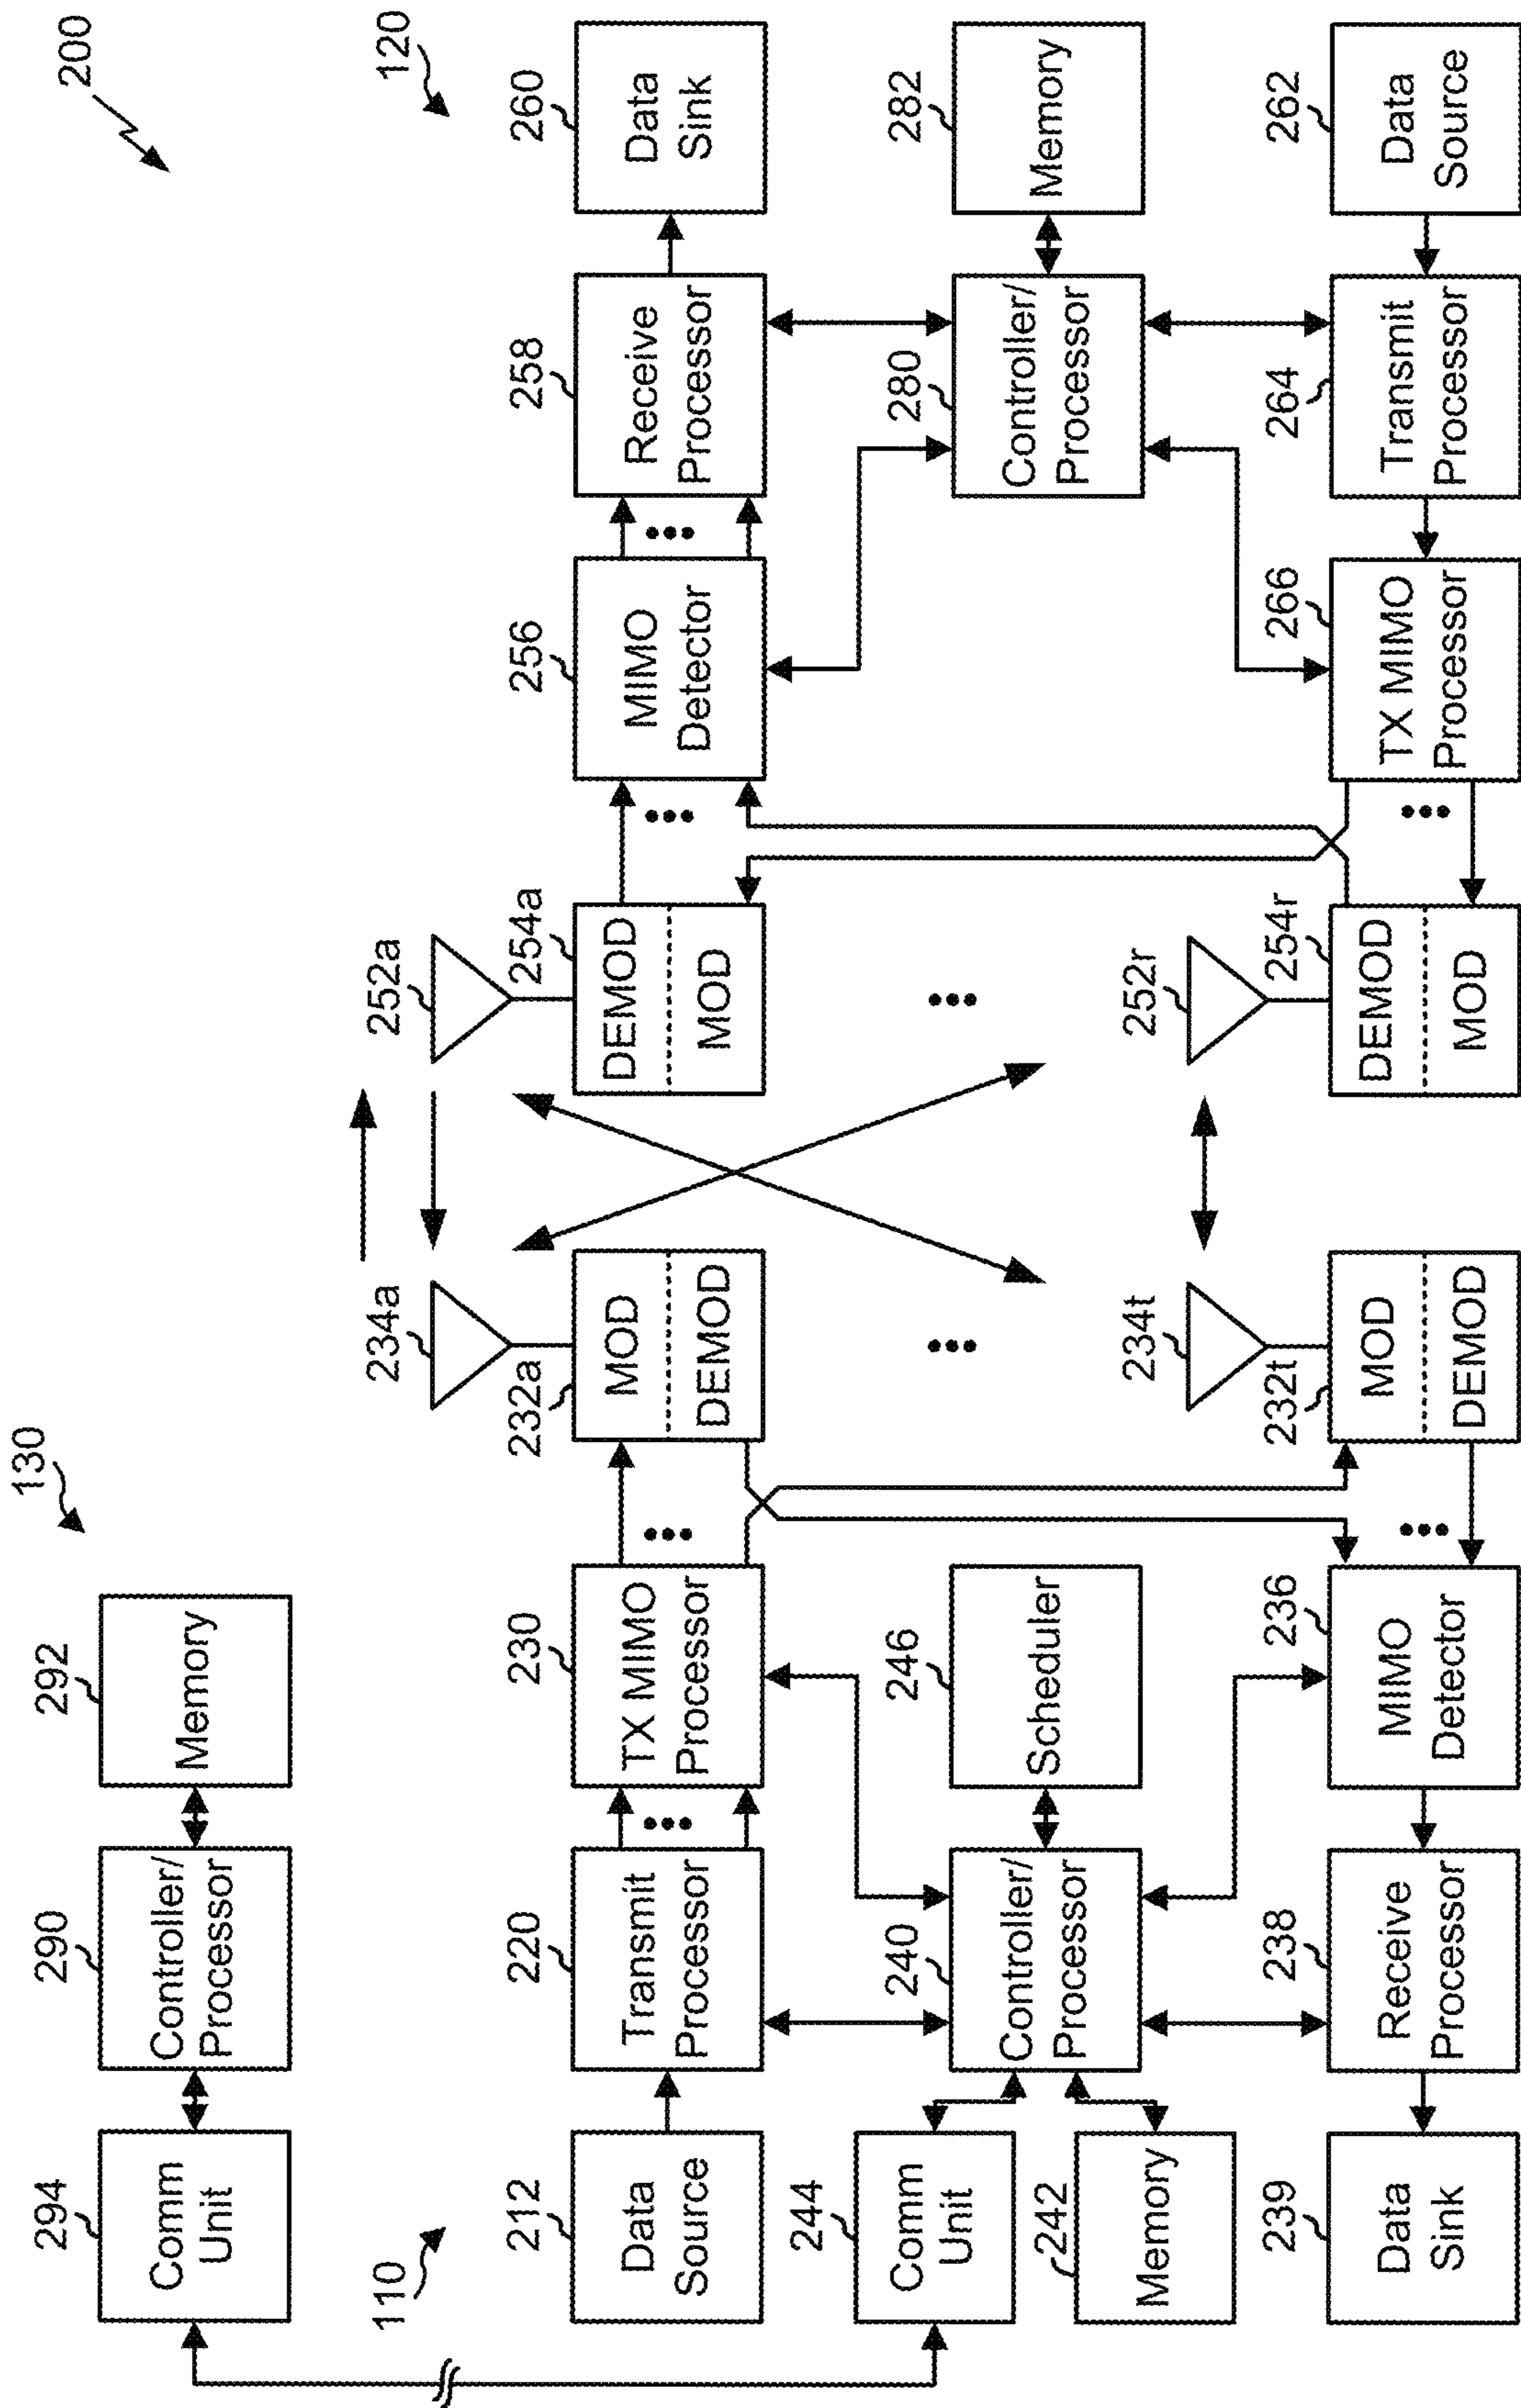 200
130
294
Comm
Unit
290
Controller/
Processor
292
Memory
110
120
212
Data
Source
220
Transmit
Processor
230
TX MIMO
Processor
232a
MOD
DEMOD
234a
252a
254a
DEMOD
MOD
256
MIMO
Detector
258
Receive
Processor
260
Data
Sink
244
Comm
Unit
242
Memory
240
Controller/
Processor
246
Scheduler
280
Controller/
Processor
282
Memory
239
Data
Sink
238
Receive
Processor
236
MIMO
Detector
232t
MOD
DEMOD
234t
252r
254r
DEMOD
MOD
266
TX MIMO
Processor
264
Transmit
Processor
262
Data
Source